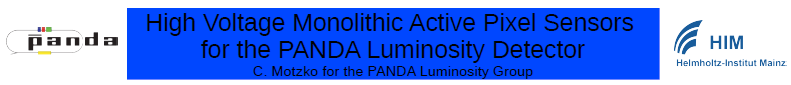 panda
High Voltage Monolithic Active Pixel Sensors
for the PANDA Luminosity Detector
C. Motzko for the PANDA Luminosity Group
HIM
Helmholtz-Institut Mainz